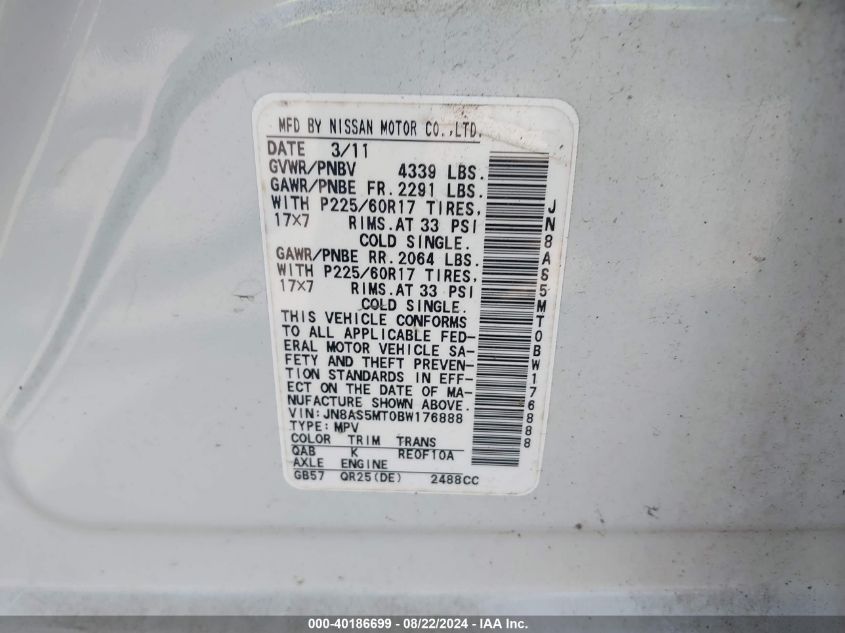 MFD BY NISSAN MOTOR CO.,LTD.
DATE 3/11
GVWR/PNBV 4339 LBS.
GAWR/PNBE FR. 2291 LBS.
WITH P225/60R17 TIRES,
17X7 RIMS. AT 33 PSI
COLD SINGLE.
GAWR/PNBE RR. 2064 LBS.
WITH P225/60R17 TIRES,
17X7 RIMS. AT 33 PSI
COLD SINGLE.
THIS VEHICLE CONFORMS
TO ALL APPLICABLE FED-
ERAL MOTOR VEHICLE SA-
FETY AND THEFT PREVEN-
TION STANDARDS IN EFF-
ECT ON THE DATE OF MA-
NUFACTURE SHOWN ABOVE.
VIN: JN8AS5MT0BW176888
TYPE: MPV
COLOR TRIM TRANS
QAB K RE0F10A
AXLE ENGINE
GB57 QR25(DE) 2488CC
JN8AS5MT0BW176888
000-40186699 - 08/22/2024 - IAA Inc.